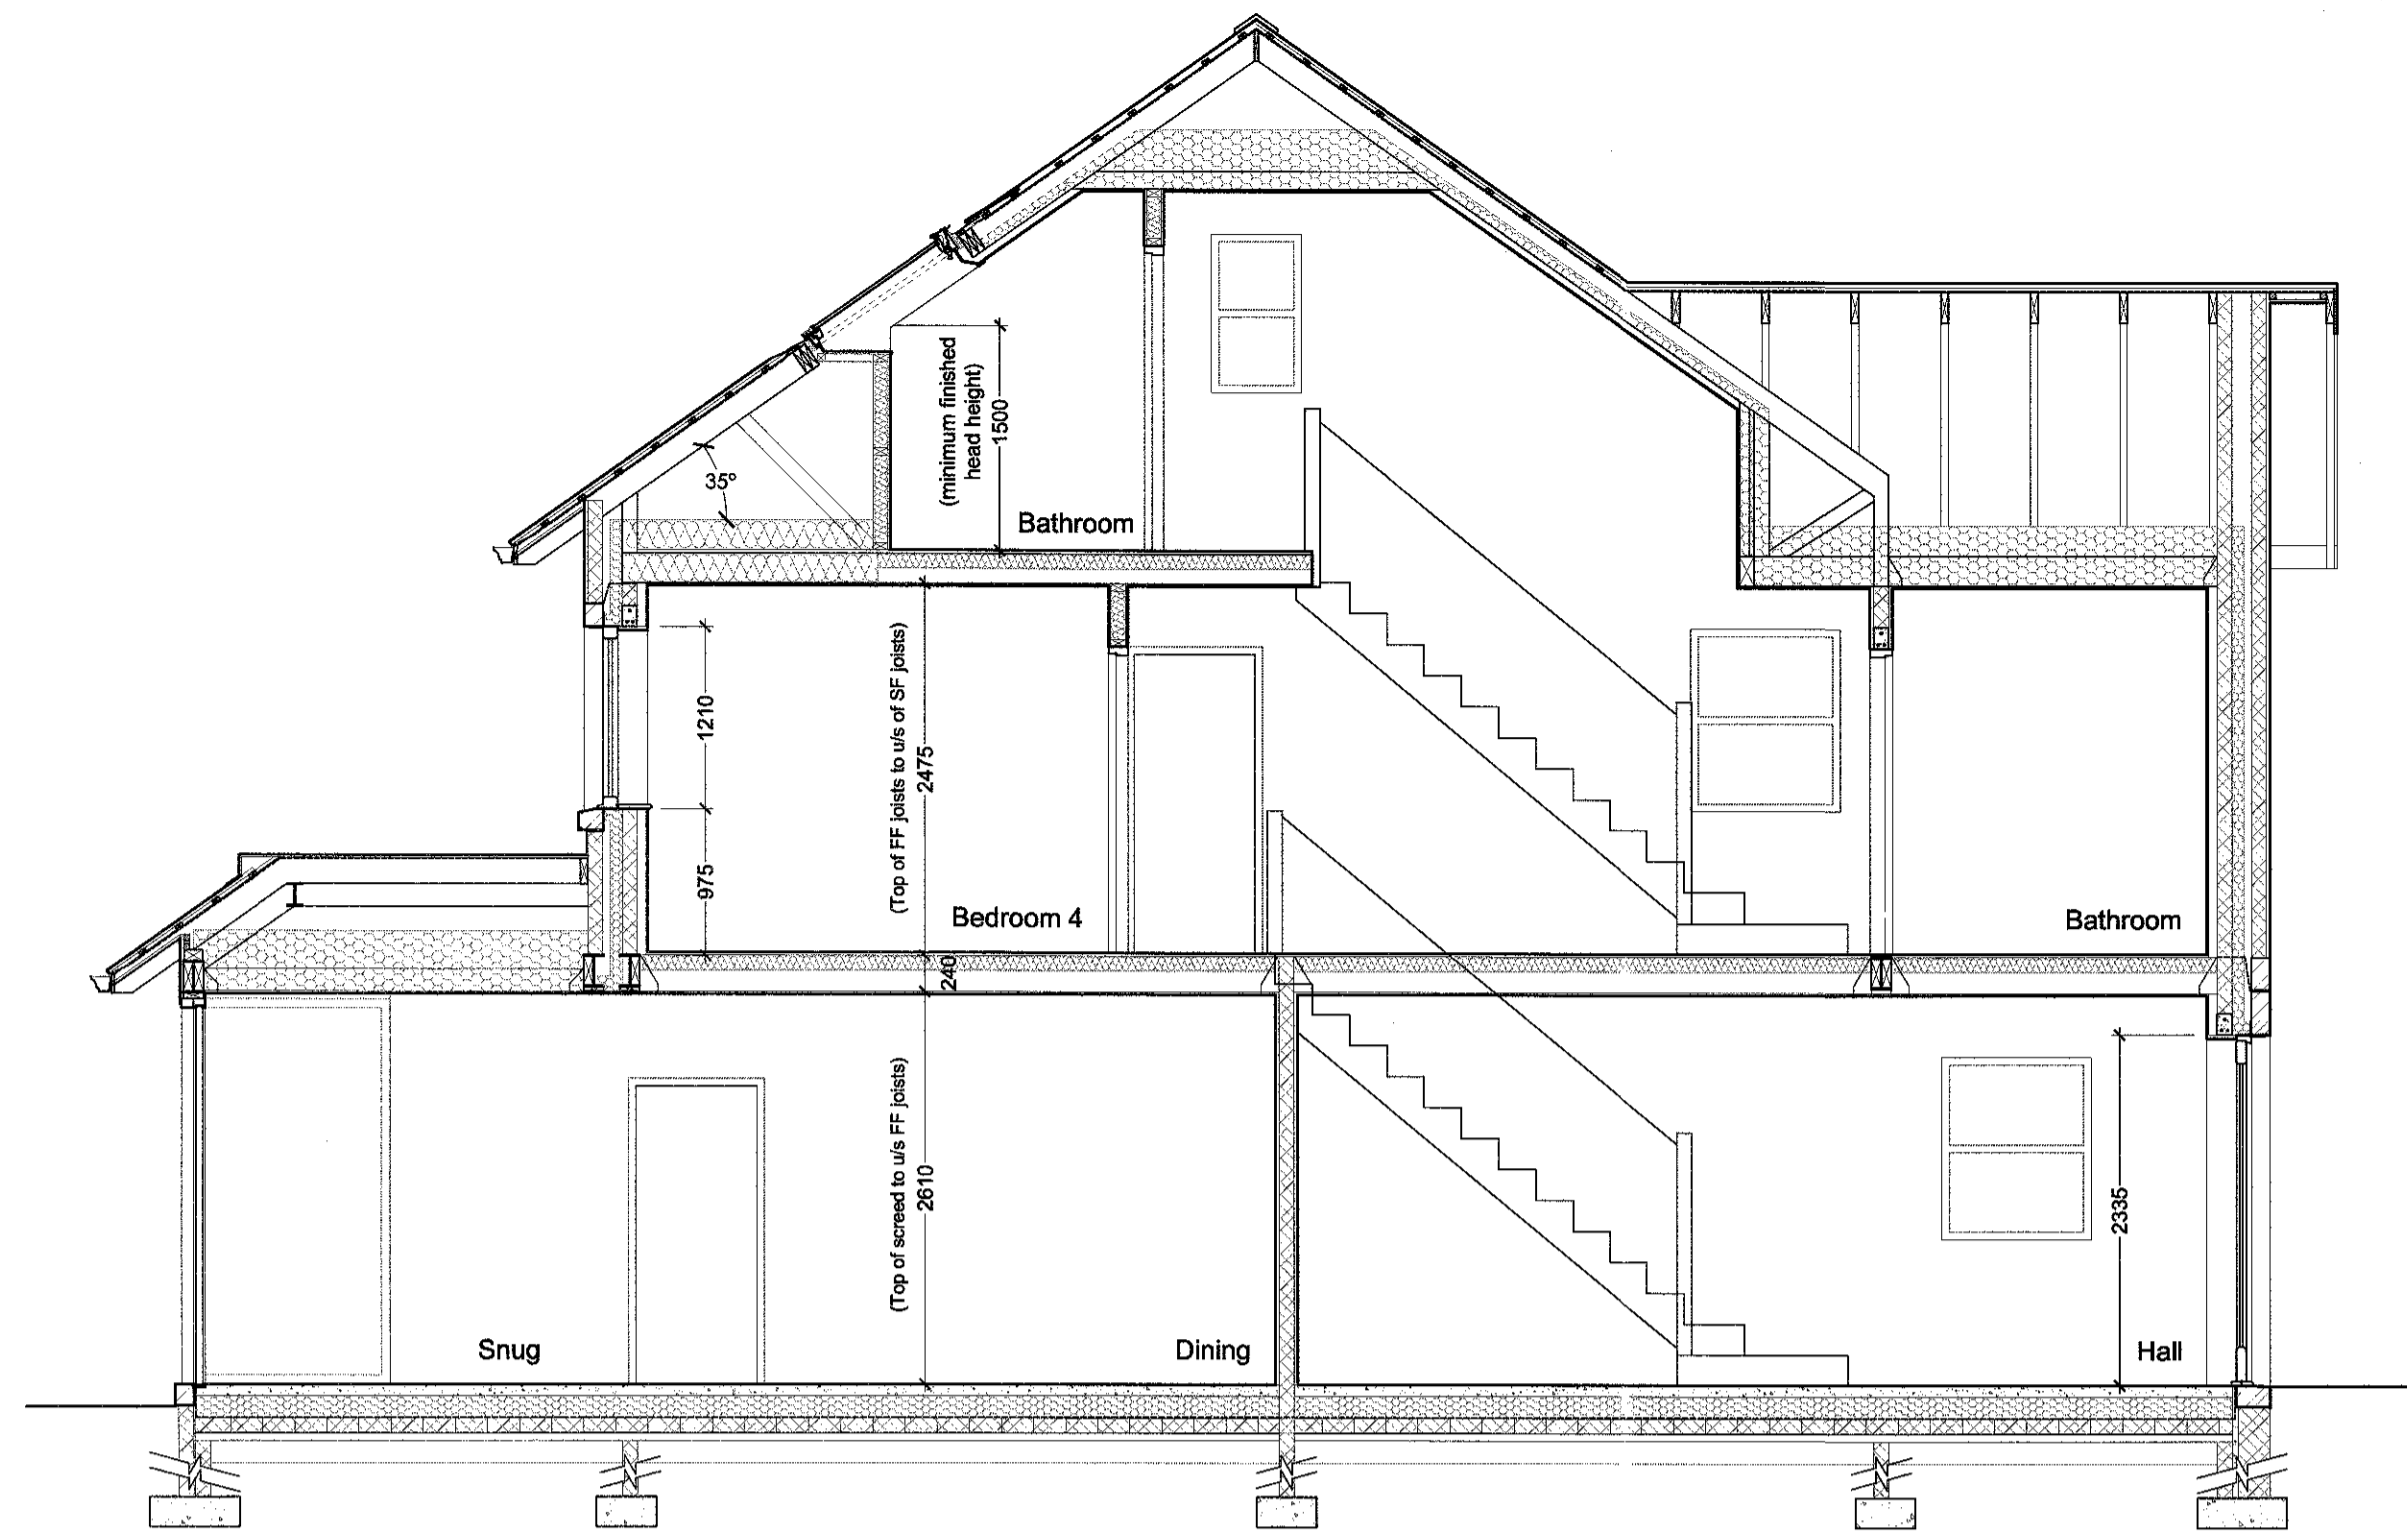 (minimum finished
head height)
1500
35°
Bathroom
1210
975
(Top of FF joists to u/s of SF joists)
2475
Bedroom 4
Bathroom
240
(Top of screed to u/s FF joists)
2610
2335
Snug
Dining
Hall